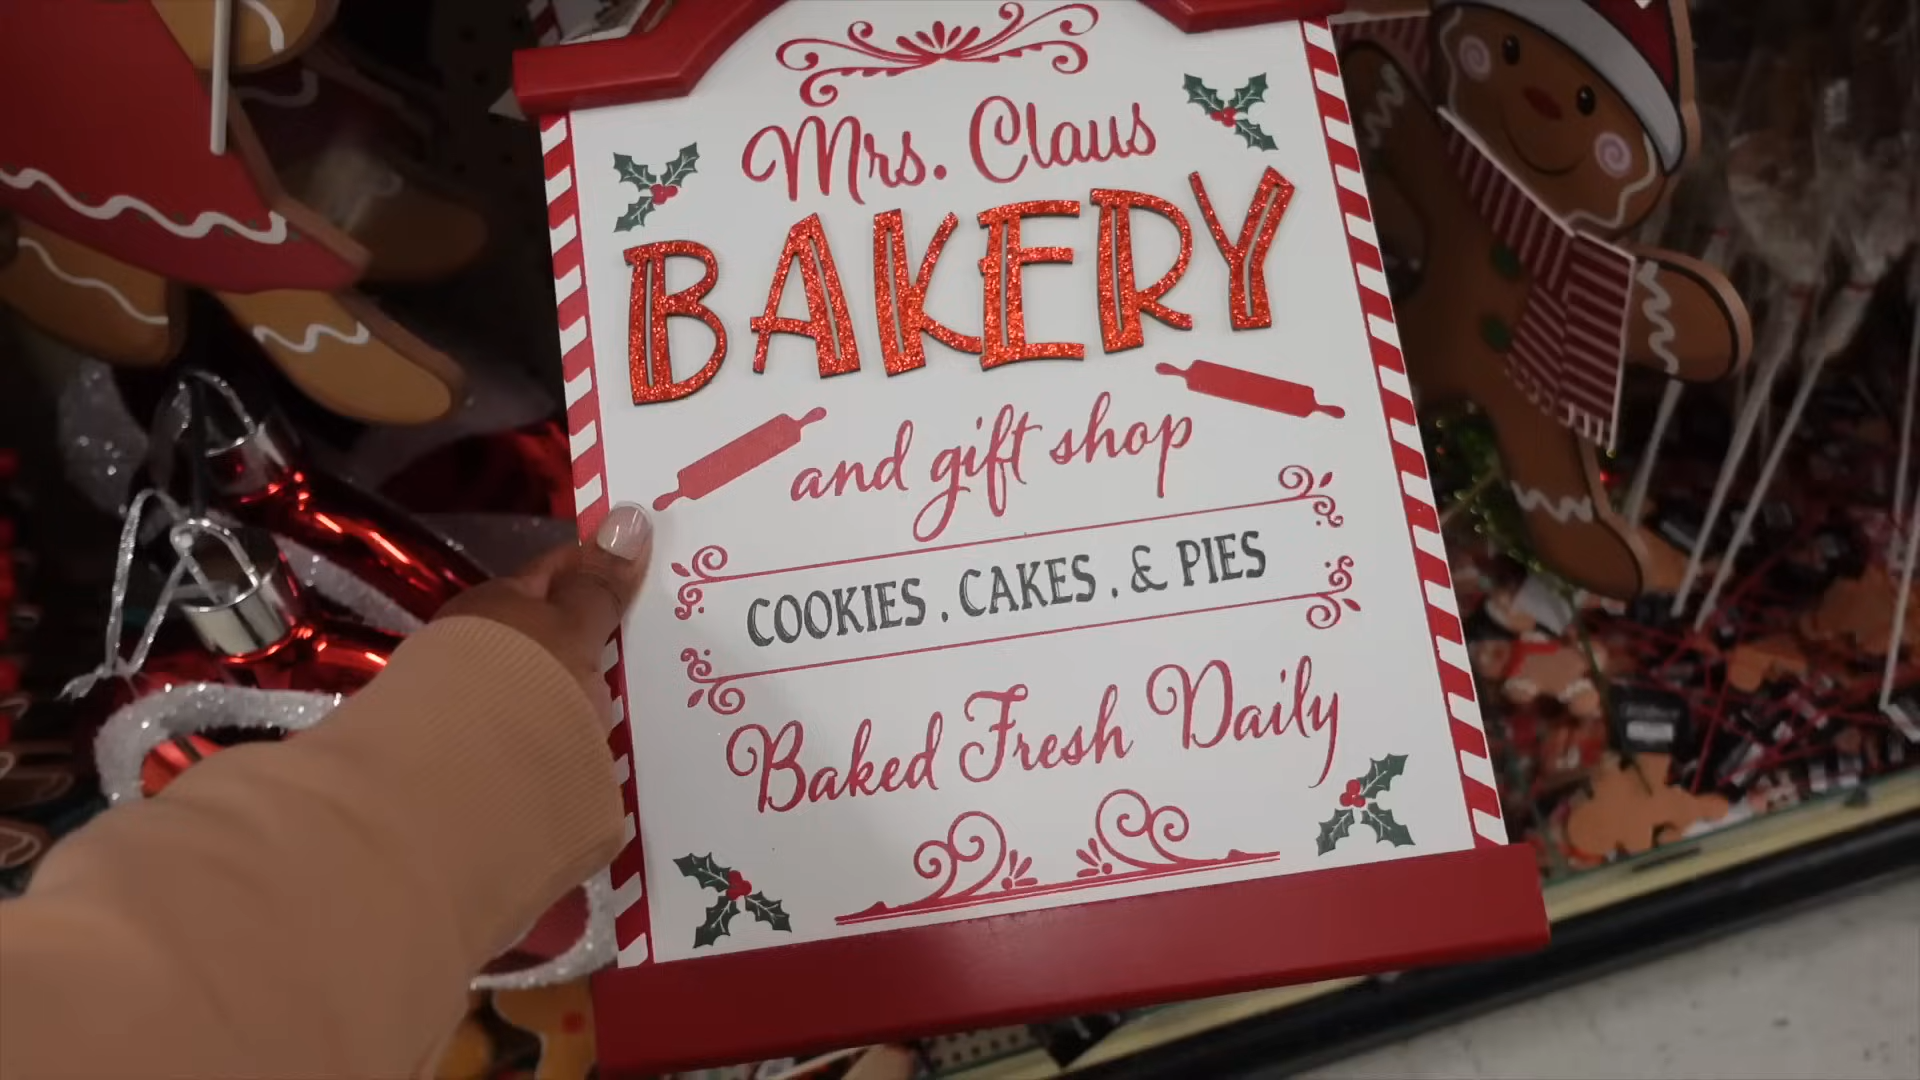 Mrs. Claus
BAKERY
and gift shop
COOKIES . CAKES . & PIES
Baked Fresh Daily